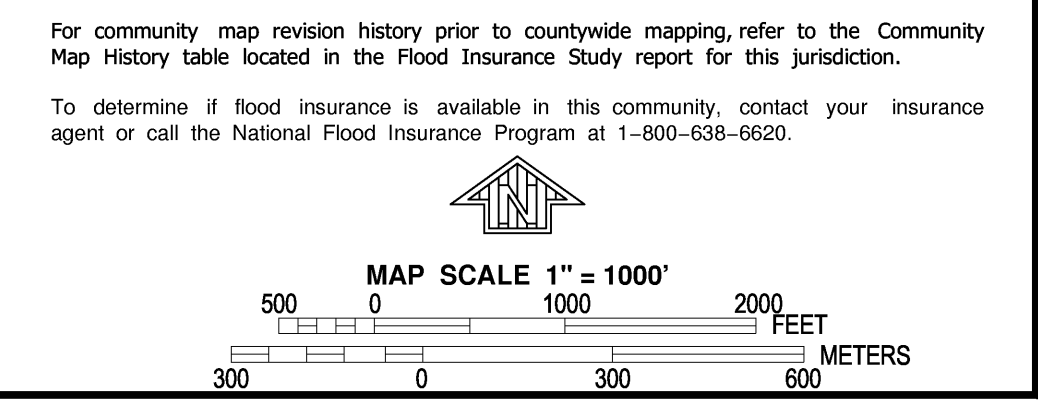 For community map revision history prior to countywide mapping, refer to the Community
Map History table located in the Flood Insurance Study report for this jurisdiction.
To determine if flood insurance is available in this community, contact your insurance
agent or call the National Flood Insurance Program at 1–800–638–6620.
N
MAP SCALE 1" = 1000'
500 0 1000 2000
FEET
METERS
300 0 300 600